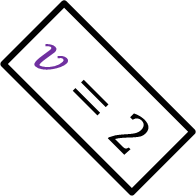 v = 2